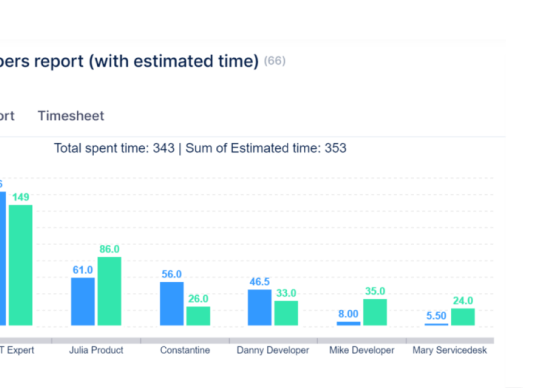 report (with estimated time) (66)
Timesheet
Total spent time: 343 | Sum of Estimated time: 353
149
61.0
86.0
56.0
26.0
46.5
33.0
8.00
35.0
5.50
24.0
Expert
Julia Product
Constantine
Danny Developer
Mike Developer
Mary Servicedesk